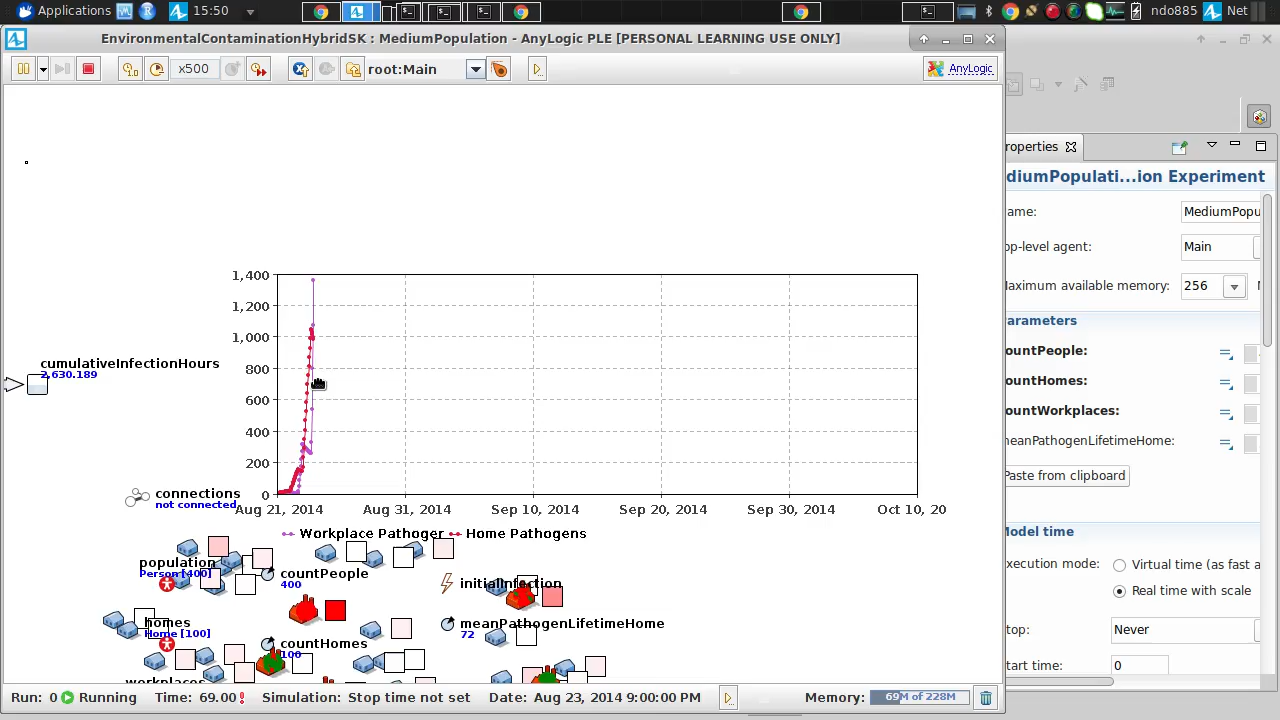 Applications 15:50 ndo885 Net
EnvironmentalContaminationHybridSK : MediumPopulation - AnyLogic PLE [PERSONAL LEARNING USE ONLY]
x500 root:Main AnyLogic
roperties
diumPopulati...ion Experiment
ame: MediumPopu
op-level agent: Main
Maximum available memory: 256
arameters
ountPeople:
ountHomes:
ountWorkplaces:
meanPathogenLifetimeHome:
Paste from clipboard
Model time
xecution mode: Virtual time (as fast a
Real time with scale
top: Never
tart time: 0
1,400
1,200
1,000
800
600
400
200
0
Aug 21, 2014 Aug 31, 2014 Sep 10, 2014 Sep 20, 2014 Sep 30, 2014 Oct 10, 20
Workplace Pathoger Home Pathogens
cumulativeInfectionHours
2,630.189
connections
not connected
population
Person [400]
countPeople
400
initialInfection
homes
Home [100]
meanPathogenLifetimeHome
72
countHomes
100
workplaces
Run: 0 Running Time: 69.00 Simulation: Stop time not set Date: Aug 23, 2014 9:00:00 PM Memory: 69M of 228M